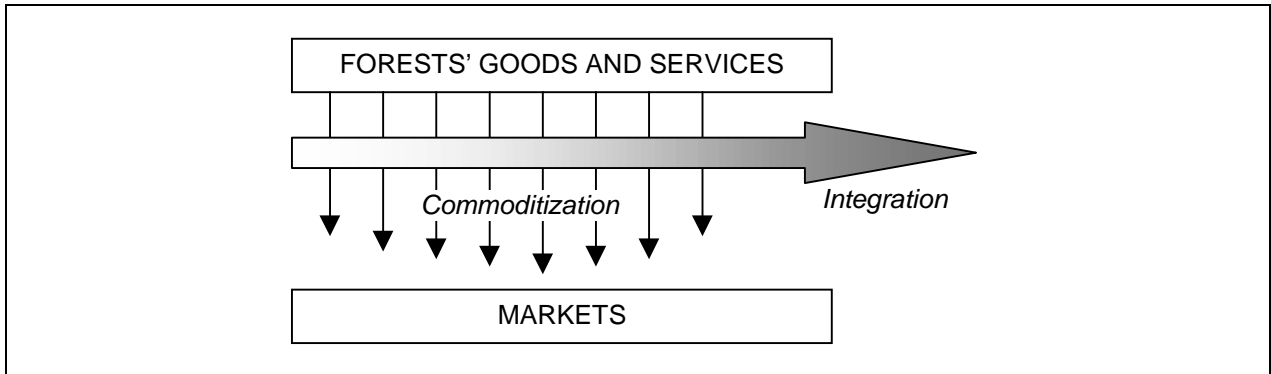 FORESTS' GOODS AND SERVICES
Commoditization
Integration
MARKETS